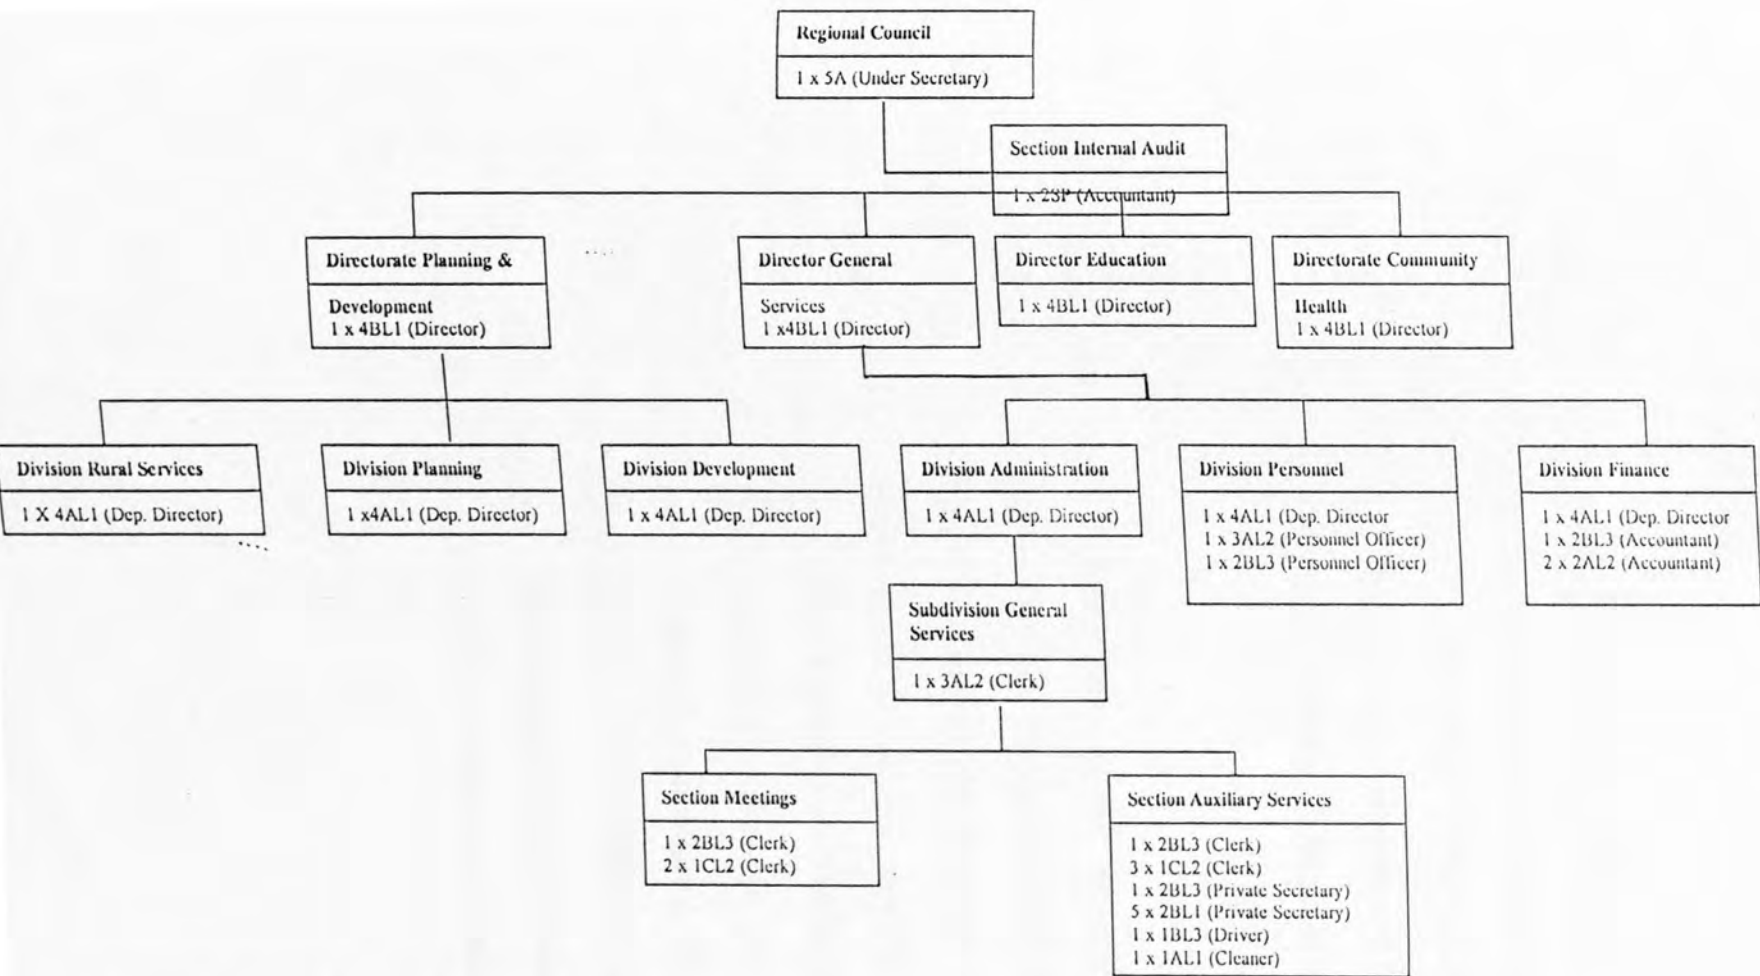 Regional Council
1 x 5A (Under Secretary)
Section Internal Audit
1 x 2SP (Accountant)
Directorate Planning &
Development
1 x 4BL1 (Director)
Director General
Services
1 x4BL1 (Director)
Director Education
1 x 4BL1 (Director)
Directorate Community
Health
1 x 4BL1 (Director)
Division Rural Services
1 X 4AL1 (Dep. Director)
Division Planning
1 x4AL1 (Dep. Director)
Division Development
1 x 4AL1 (Dep. Director)
Division Administration
1 x 4AL1 (Dep. Director)
Division Personnel
1 x 4AL1 (Dep. Director
1 x 3AL2 (Personnel Officer)
1 x 2BL3 (Personnel Officer)
Division Finance
1 x 4AL1 (Dep. Director
1 x 2BL3 (Accountant)
2 x 2AL2 (Accountant)
Subdivision General
Services
1 x 3AL2 (Clerk)
Section Meetings
1 x 2BL3 (Clerk)
2 x 1CL2 (Clerk)
Section Auxiliary Services
1 x 2BL3 (Clerk)
3 x 1CL2 (Clerk)
1 x 2BL3 (Private Secretary)
5 x 2BL1 (Private Secretary)
1 x 1BL3 (Driver)
1 x 1AL1 (Cleaner)